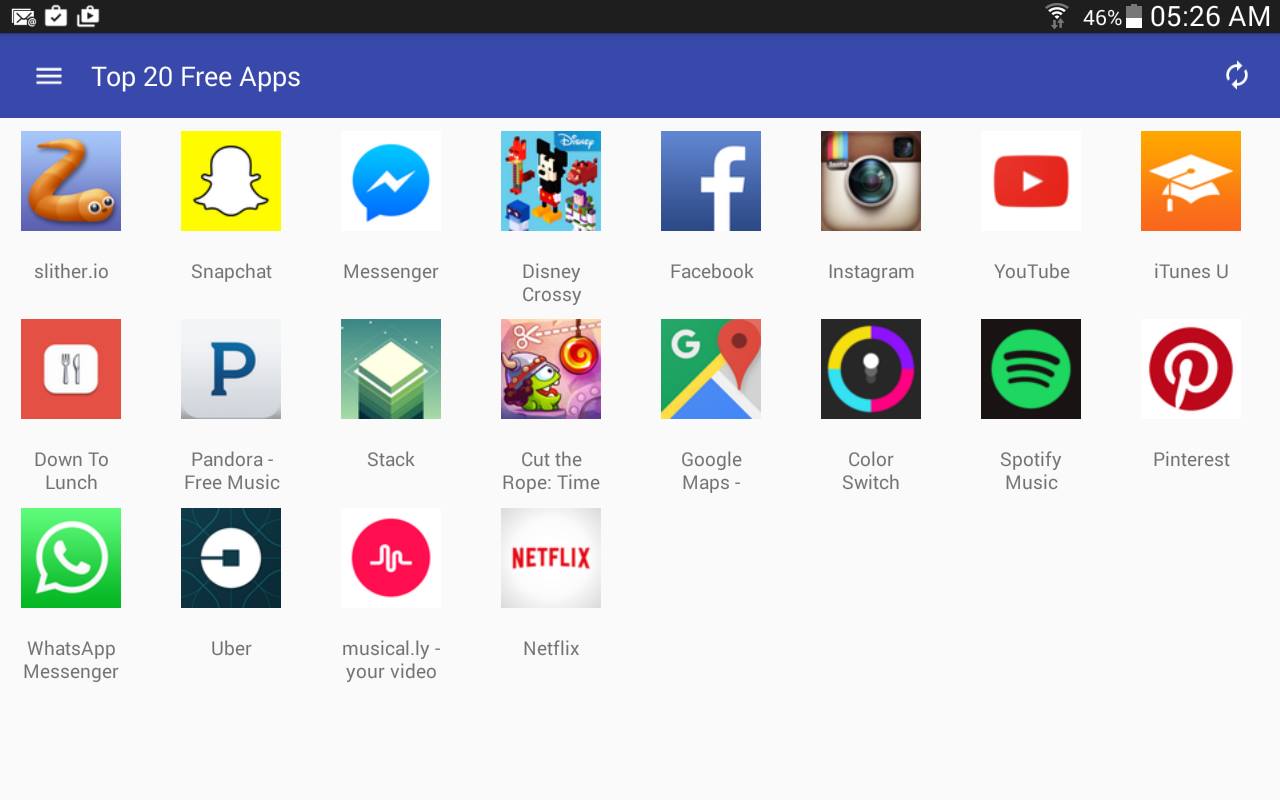 46% 05:26 AM
Top 20 Free Apps
Disney
slither.io Snapchat Messenger Disney Facebook Instagram YouTube iTunes U
Crossy
G
P
Down To Pandora - Stack Cut the Google Color Spotify Pinterest
Lunch Free Music Rope: Time Maps - Switch Music
NETFLIX
WhatsApp Uber musical.ly - Netflix
Messenger your video